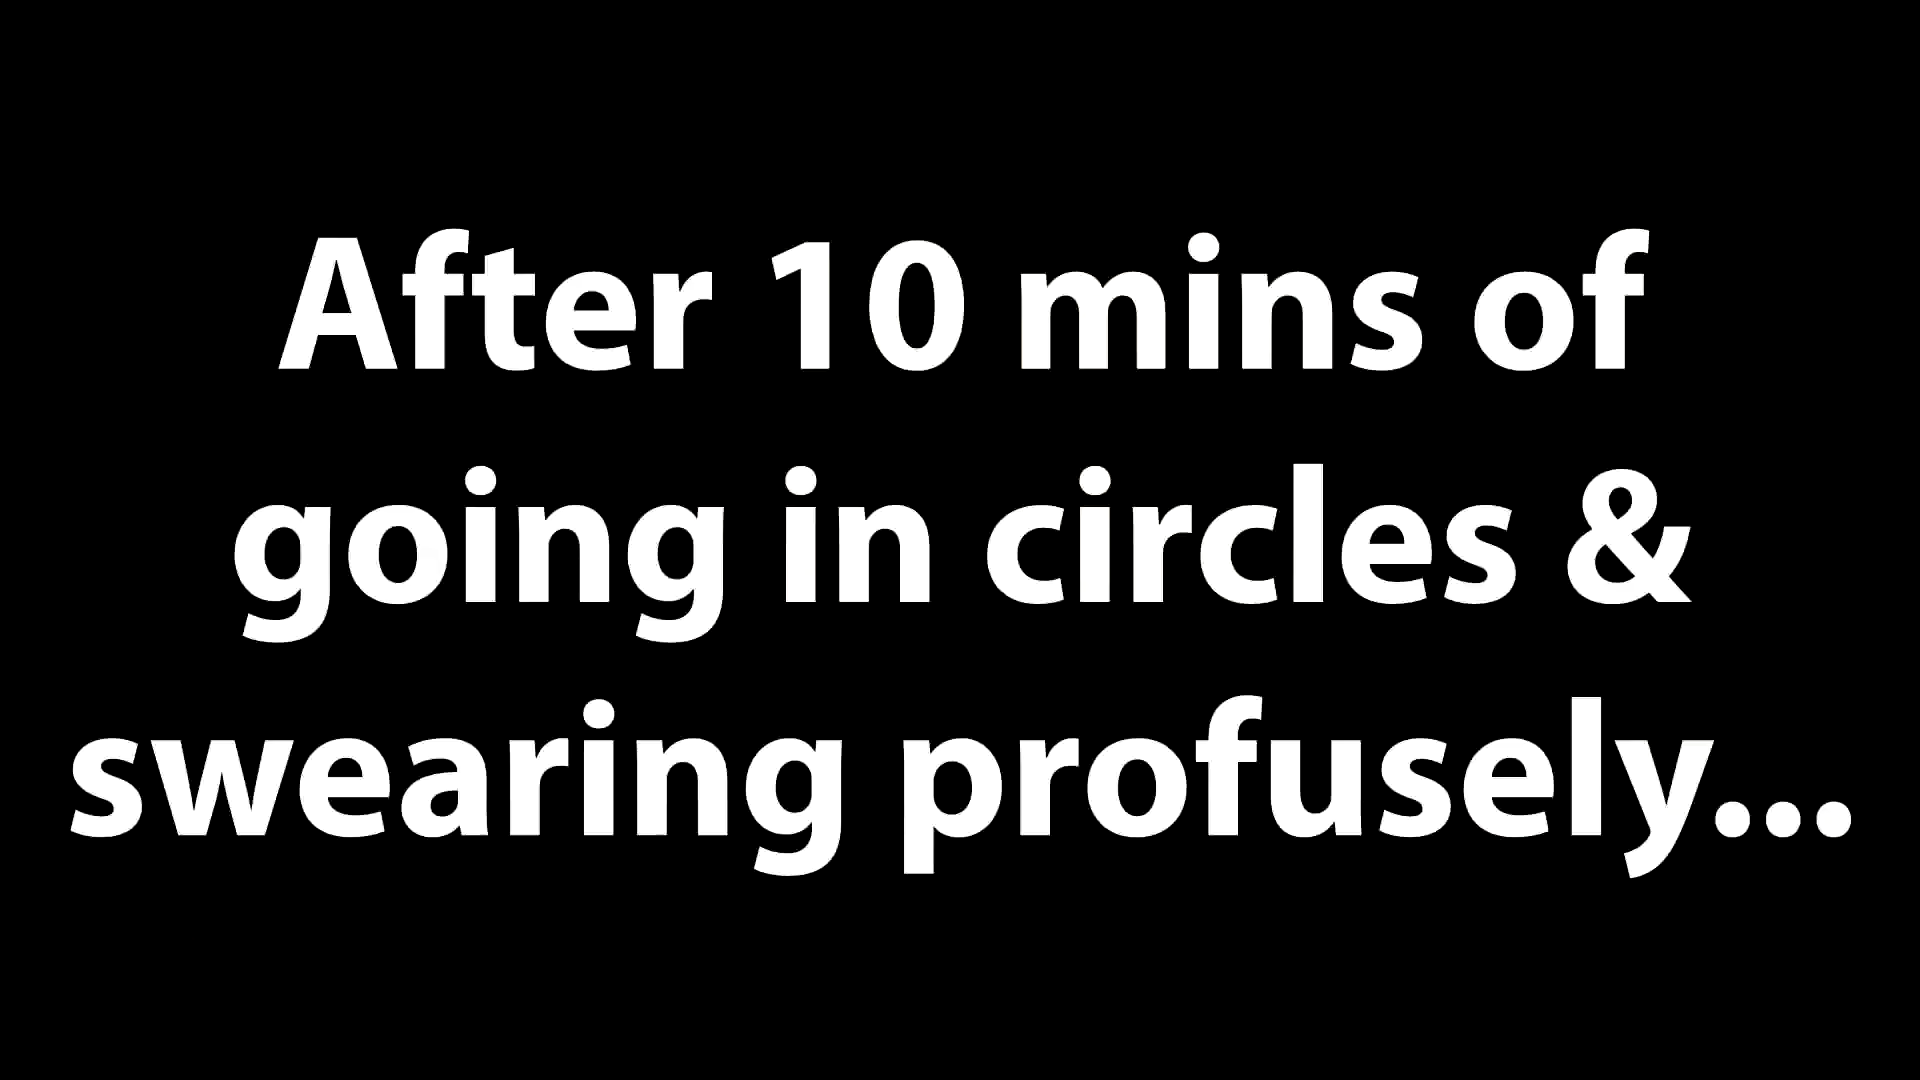 After 10 mins of
going in circles &
swearing profusely...